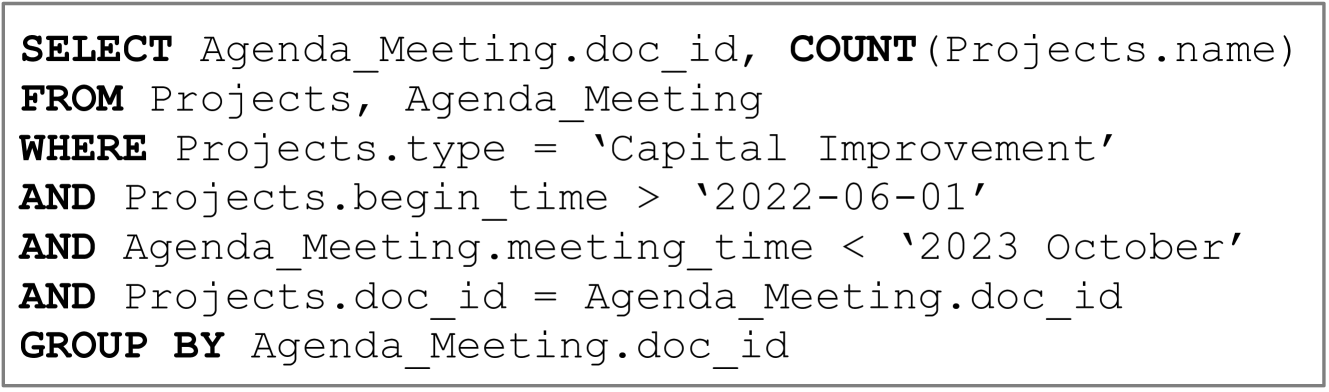 SELECT Agenda_Meeting.doc_id, COUNT(Projects.name)
FROM Projects, Agenda_Meeting
WHERE Projects.type = ‘Capital Improvement’
AND Projects.begin_time > ‘2022-06-01’
AND Agenda_Meeting.meeting_time < ‘2023 October’
AND Projects.doc_id = Agenda_Meeting.doc_id
GROUP BY Agenda_Meeting.doc_id